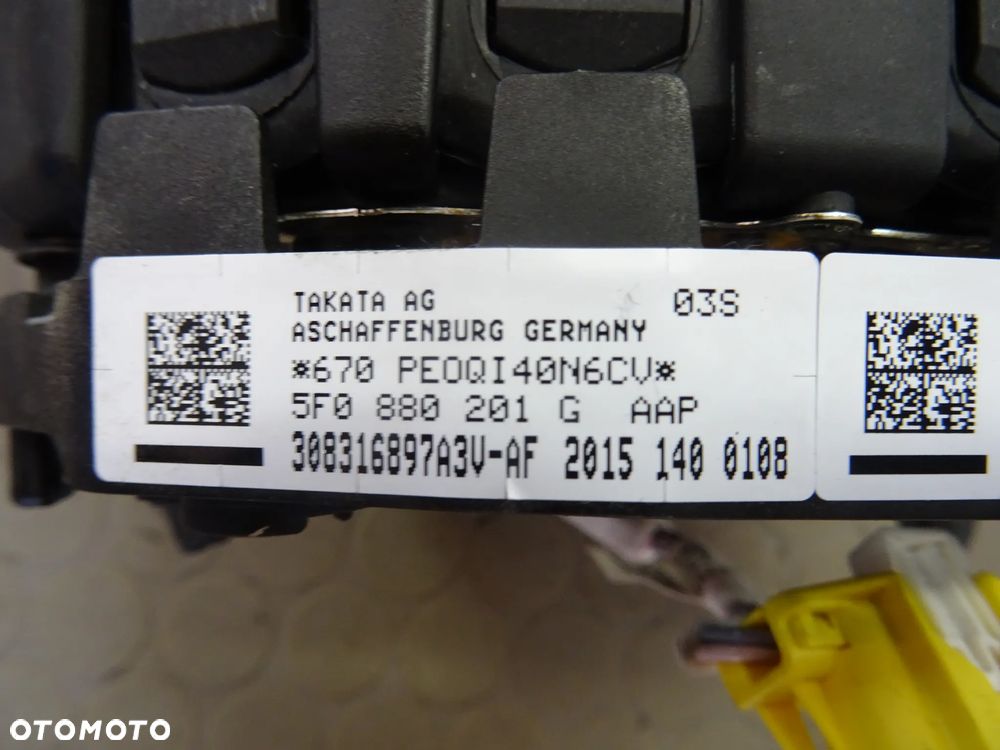 TAKATA AG 03S
ASCHAFFENBURG GERMANY
*670 PEOQI40N6CV*
5F0 880 201 G AAP
308316897A3V-AF 2015 140 0108
OTOMOTO